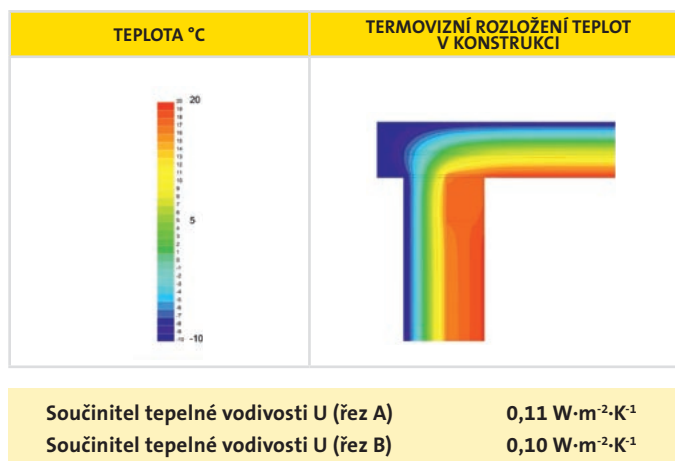 TEPLOTA °C
TERMOVIZNÍ ROZLOŽENÍ TEPLOT
V KONSTRUKCI
20
5
-10
Součinitel tepelné vodivosti U (řez A) 0,11 W·m⁻²·K⁻¹
Součinitel tepelné vodivosti U (řez B) 0,10 W·m⁻²·K⁻¹